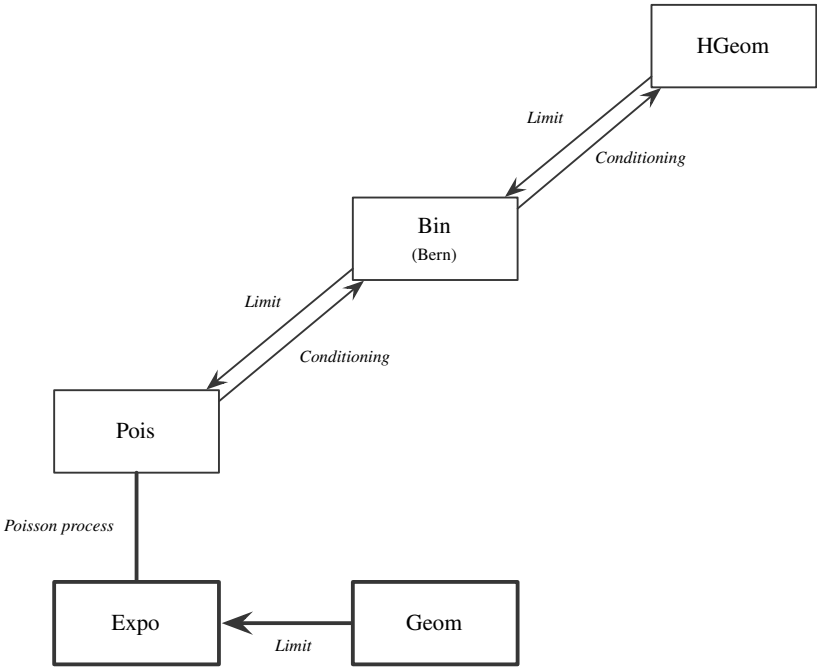 HGeom
Limit
Conditioning
Bin
(Bern)
Limit
Conditioning
Pois
Poisson process
Expo
Geom
Limit